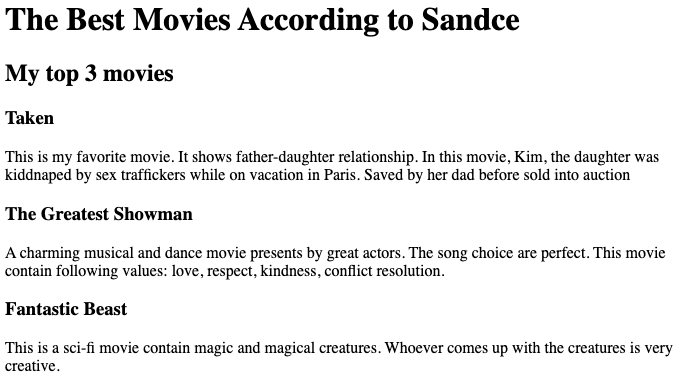 The Best Movies According to Sandce
My top 3 movies
Taken
This is my favorite movie. It shows father-daughter relationship. In this movie, Kim, the daughter was
kiddnaped by sex traffickers while on vacation in Paris. Saved by her dad before sold into auction
The Greatest Showman
A charming musical and dance movie presents by great actors. The song choice are perfect. This movie
contain following values: love, respect, kindness, conflict resolution.
Fantastic Beast
This is a sci-fi movie contain magic and magical creatures. Whoever comes up with the creatures is very
creative.